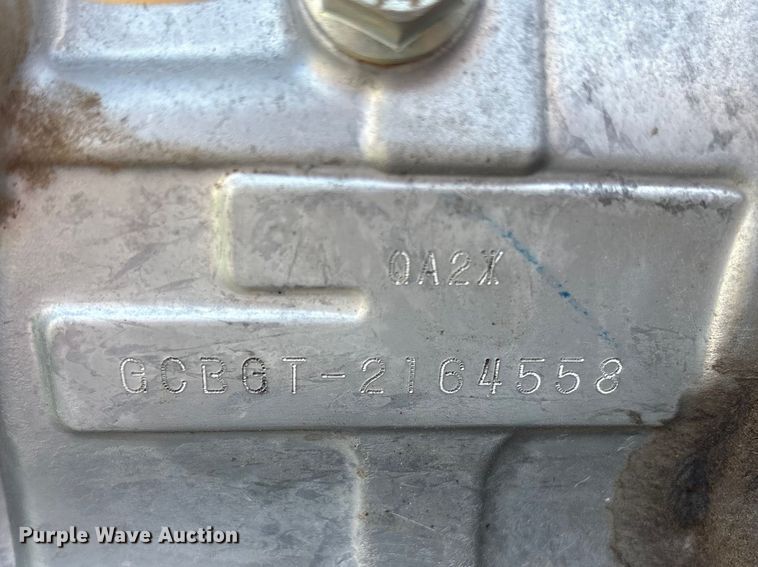 QA2X
GCBGT-2164558
Purple Wave Auction